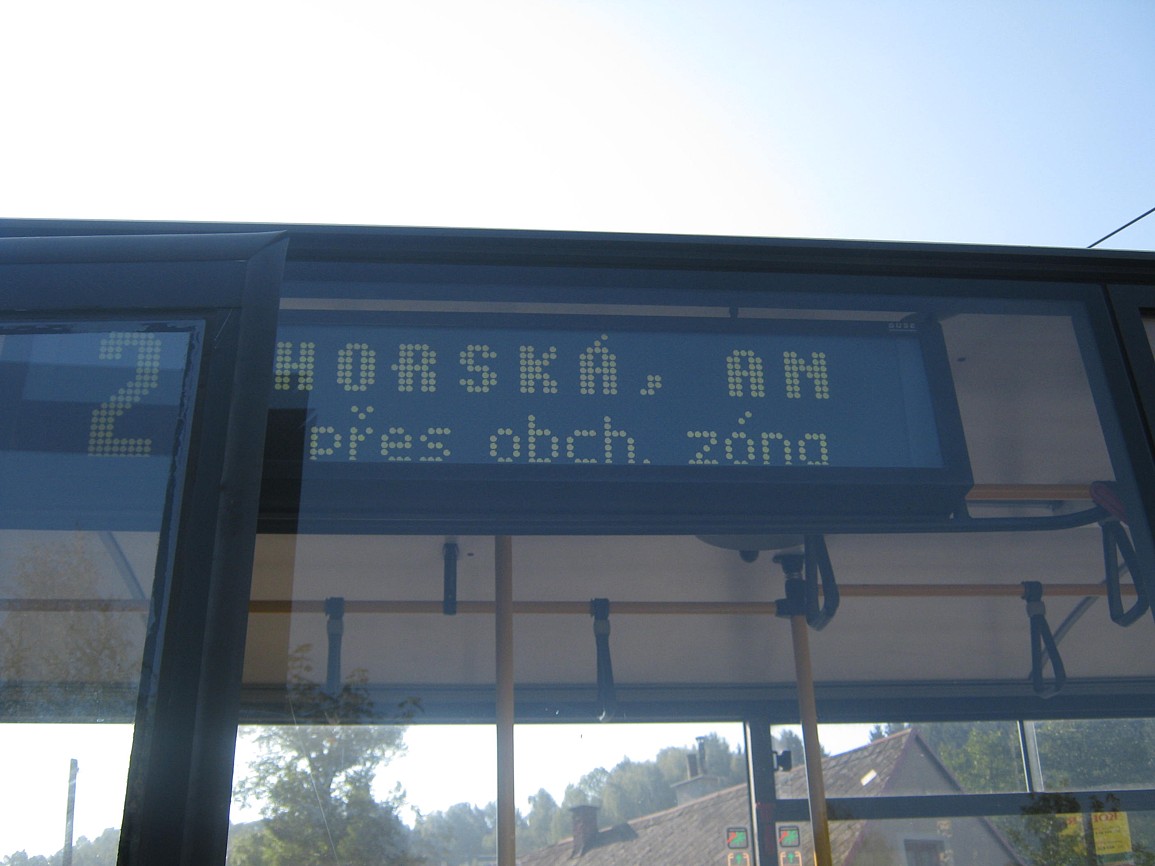 2
HORSKÁ, AN
přes obch. zóna